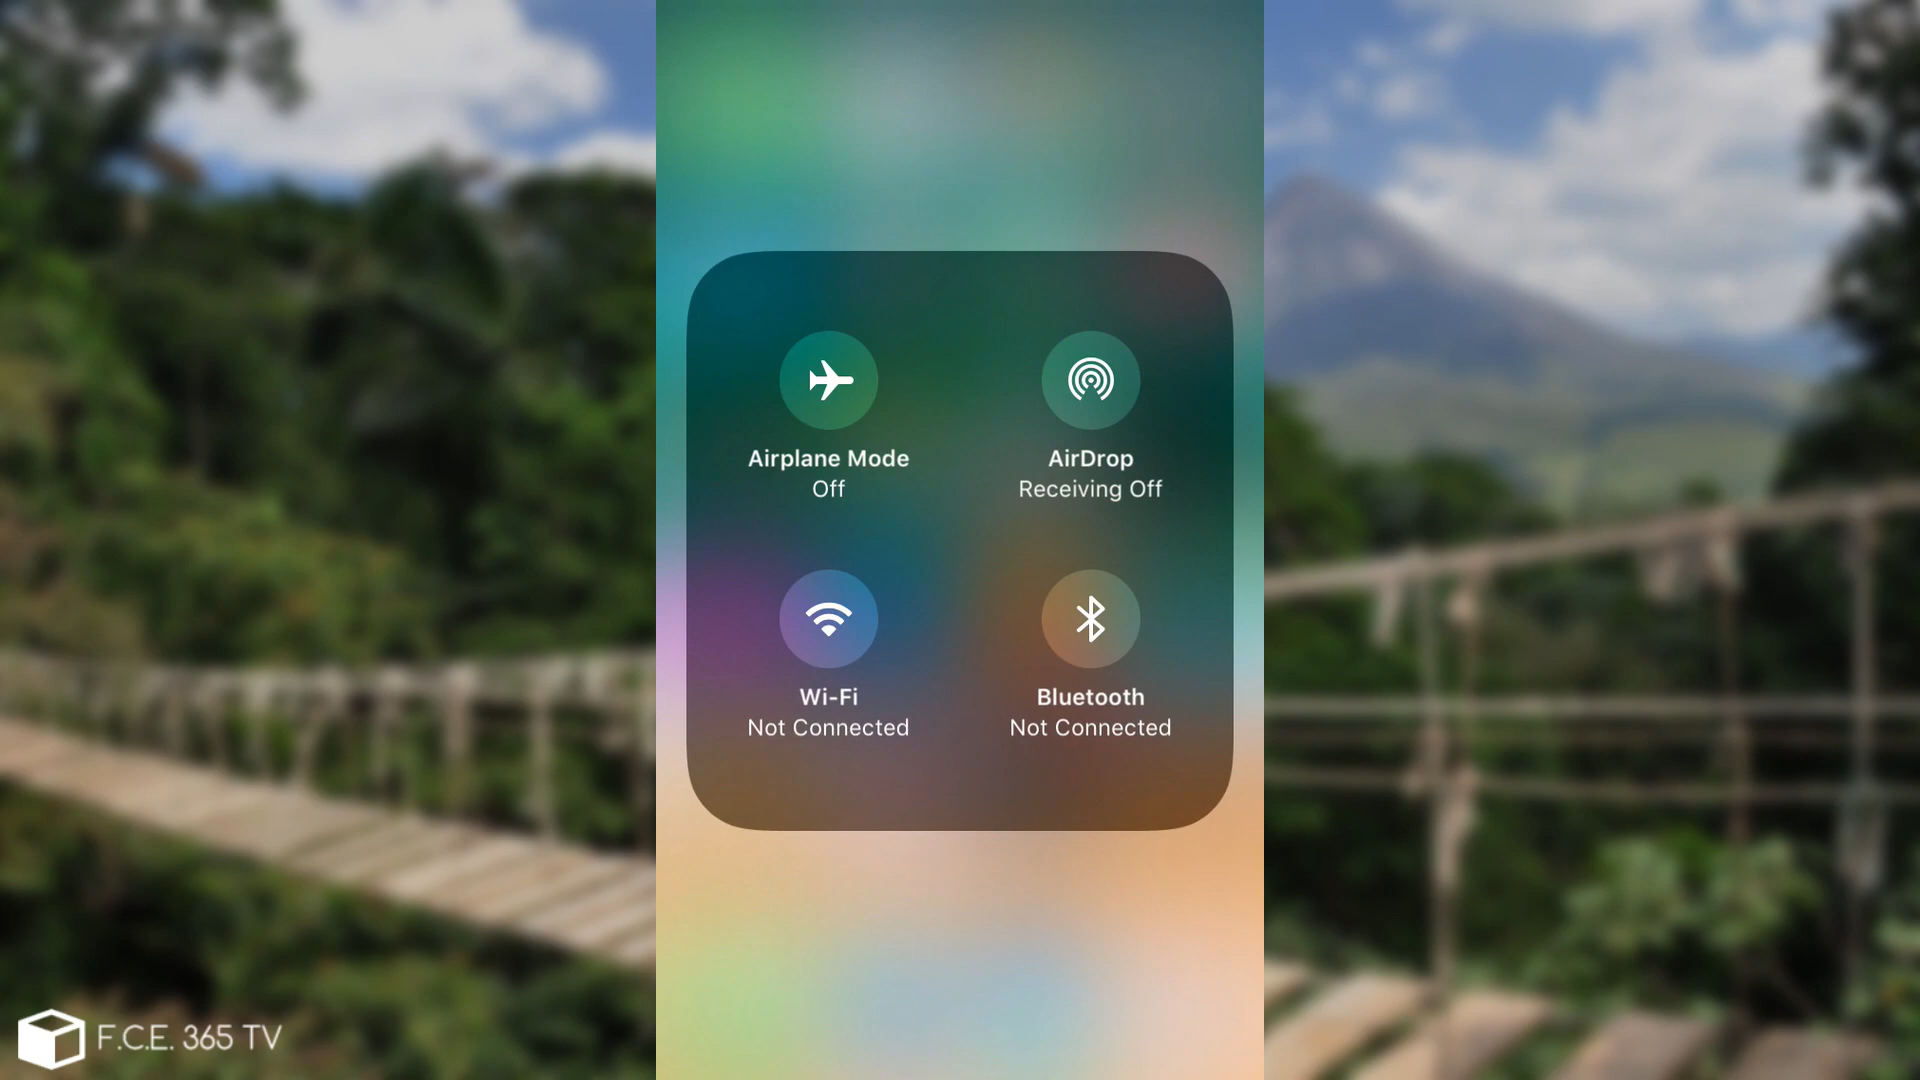 Airplane Mode
Off
AirDrop
Receiving Off
Wi-Fi
Not Connected
Bluetooth
Not Connected
F.C.E. 365 TV